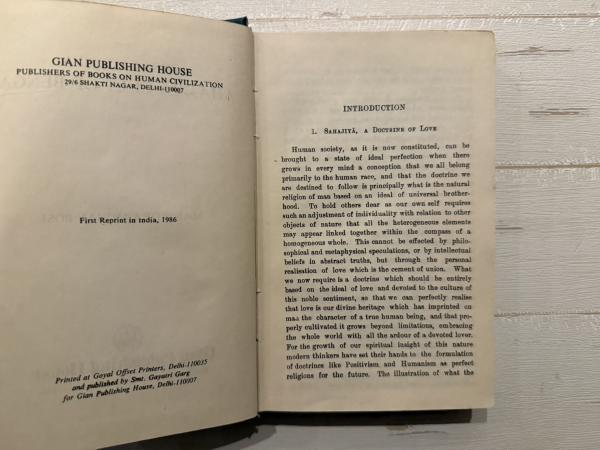 GIAN PUBLISHING HOUSE
PUBLISHERS OF BOOKS ON HUMAN CIVILIZATION
29/6 SHAKTI NAGAR, DELHI-110007
First Reprint in India, 1986
Printed at Gayal Offset Printers, Delhi-110035
and published by Smt. Gayatri Garg
for Gian Publishing House, Delhi-110007
INTRODUCTION
1. SAHAJIYĀ, A DOCTRINE OF LOVE
Human society, as it is now constituted, can be
brought to a state of ideal perfection when there
grows in every mind a conception that we all belong
primarily to the human race, and that the doctrine we
are destined to follow is principally what is the natural
religion of man based on an ideal of universal brother-
hood. To hold others dear as our own self requires
such an adjustment of individuality with relation to other
objects of nature that all the heterogeneous elements
may appear linked together within the compass of a
homogeneous whole. This cannot be effected by philo-
sophical and metaphysical speculations, or by intellectual
beliefs in abstract truths, but through the personal
realisation of love which is the cement of union. What
we now require is a doctrine which should be entirely
based on the ideal of love and devoted to the culture of
this noble sentiment, so that we can perfectly realise
that love is our divine heritage which has imprinted on
man the character of a true human being, and that pro-
perly cultivated it grows beyond limitations, embracing
the whole world with all the ardour of a devoted lover.
For the growth of our spiritual insight of this nature
modern thinkers have set their hands to the formulation
of doctrines like Positivism and Humanism as perfect
religions for the future. The illustration of what the